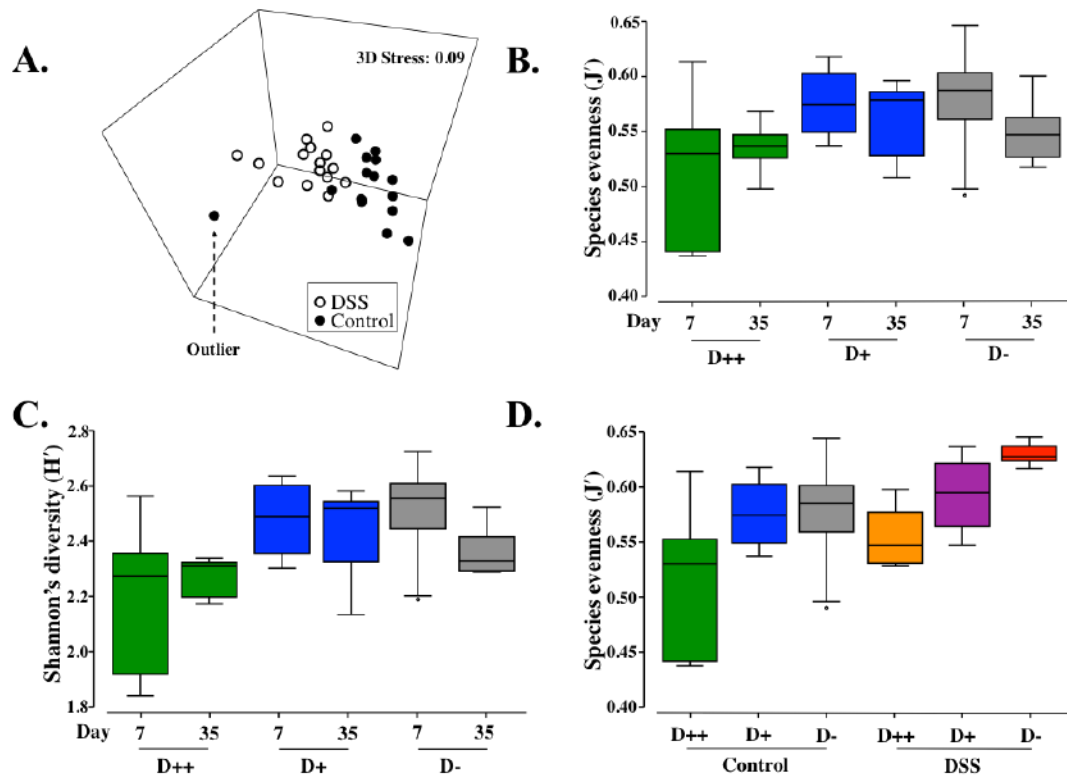 A.
3D Stress: 0.09
DSS
Control
Outlier
B.
Species evenness (J′)
0.65
0.60
0.55
0.50
0.45
0.40
Day 7 35 7 35 7 35
D++ D+ D-
C.
Shannon's diversity (H′)
2.8
2.6
2.4
2.2
2.0
1.8
Day 7 35 7 35 7 35
D++ D+ D-
D.
Species evenness (J′)
0.65
0.60
0.55
0.50
0.45
0.40
D++ D+ D- D++ D+ D-
Control DSS